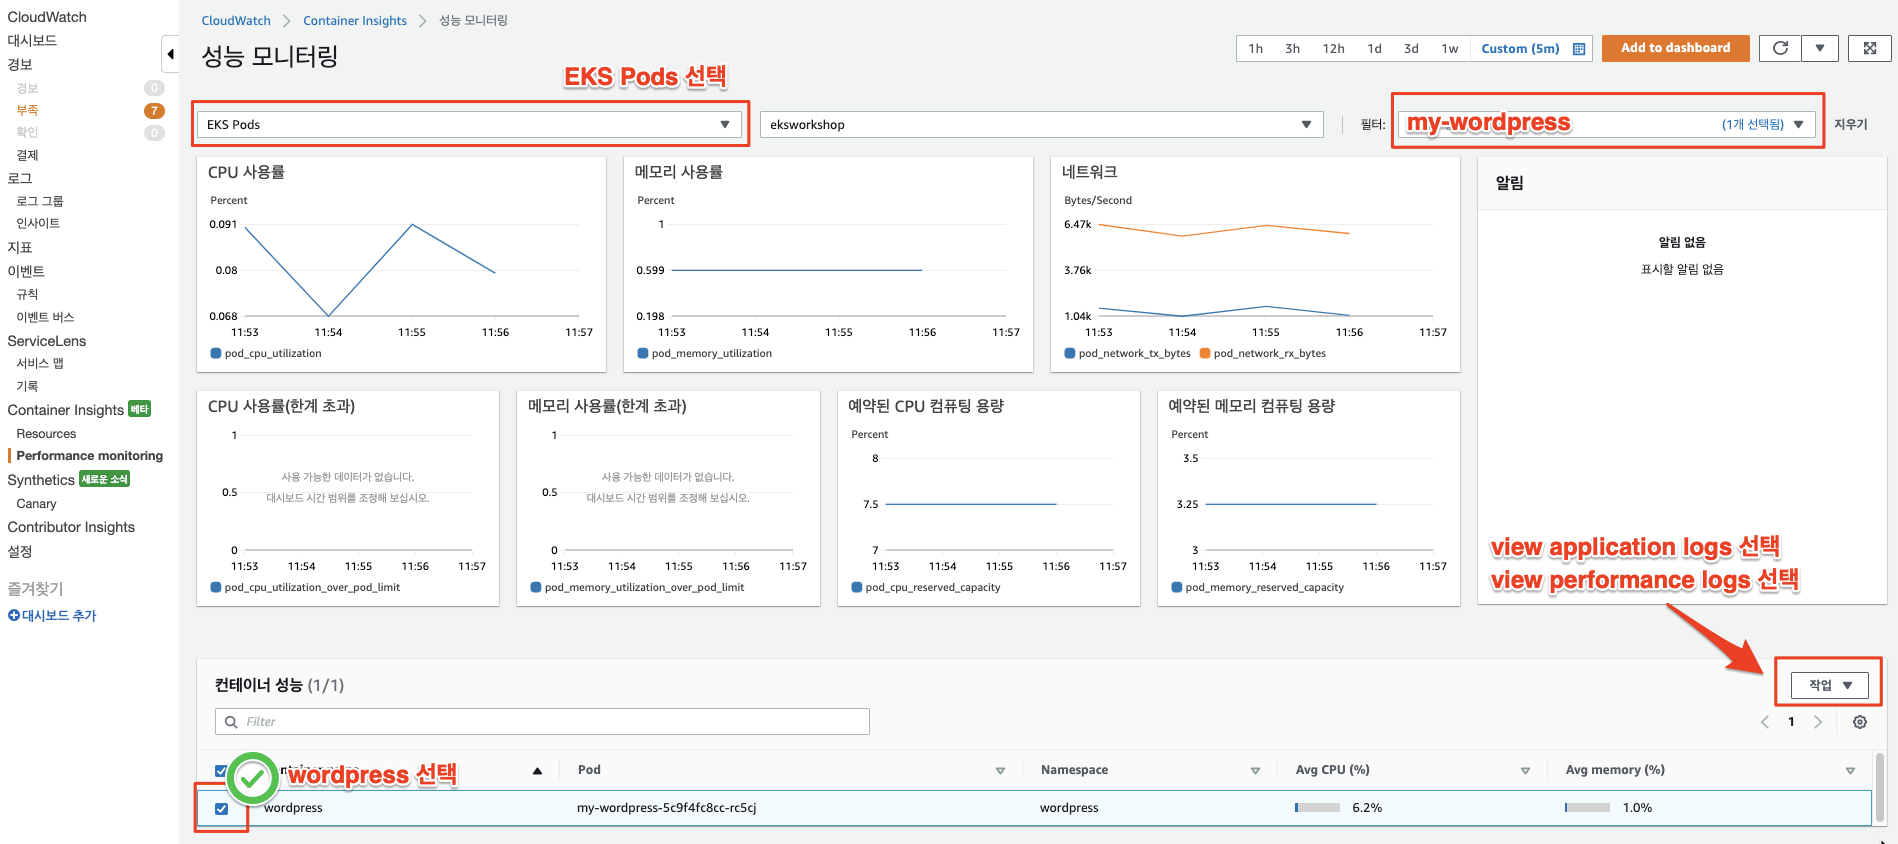 CloudWatch
대시보드
경보
경보 0
부족 7
확인 0
결제
로그
로그 그룹
인사이트
지표
이벤트
규칙
이벤트 버스
ServiceLens
서비스 맵
기록
Container Insights 베타
Resources
Performance monitoring
Synthetics 새로운 소식
Canary
Contributor Insights
설정
즐겨찾기
대시보드 추가
CloudWatch > Container Insights > 성능 모니터링
성능 모니터링
1h 3h 12h 1d 3d 1w Custom (5m) Add to dashboard
EKS Pods 선택
EKS Pods eksworkshop 필터: my-wordpress (1개 선택됨) 지우기
CPU 사용률
Percent
0.091
0.08
0.068
11:53 11:54 11:55 11:56 11:57
pod_cpu_utilization
메모리 사용률
Percent
1
0.599
0.198
11:53 11:54 11:55 11:56 11:57
pod_memory_utilization
네트워크
Bytes/Second
6.47k
3.76k
1.04k
11:53 11:54 11:55 11:56 11:57
pod_network_tx_bytes pod_network_rx_bytes
알림
알림 없음
표시할 알림 없음
CPU 사용률(한계 초과)
1
0.5
0
사용 가능한 데이터가 없습니다.
대시보드 시간 범위를 조정해 보십시오.
11:53 11:54 11:55 11:56 11:57
pod_cpu_utilization_over_pod_limit
메모리 사용률(한계 초과)
1
0.5
0
사용 가능한 데이터가 없습니다.
대시보드 시간 범위를 조정해 보십시오.
11:53 11:54 11:55 11:56 11:57
pod_memory_utilization_over_pod_limit
예약된 CPU 컴퓨팅 용량
Percent
8
7.5
7
11:53 11:54 11:55 11:56 11:57
pod_cpu_reserved_capacity
예약된 메모리 컴퓨팅 용량
Percent
3.5
3.25
3
11:53 11:54 11:55 11:56 11:57
pod_memory_reserved_capacity
view application logs 선택
view performance logs 선택
컨테이너 성능 (1/1)
작업
Filter
1
wordpress 선택
Pod Namespace Avg CPU (%) Avg memory (%)
wordpress my-wordpress-5c9f4fc8cc-rc5cj wordpress 6.2% 1.0%